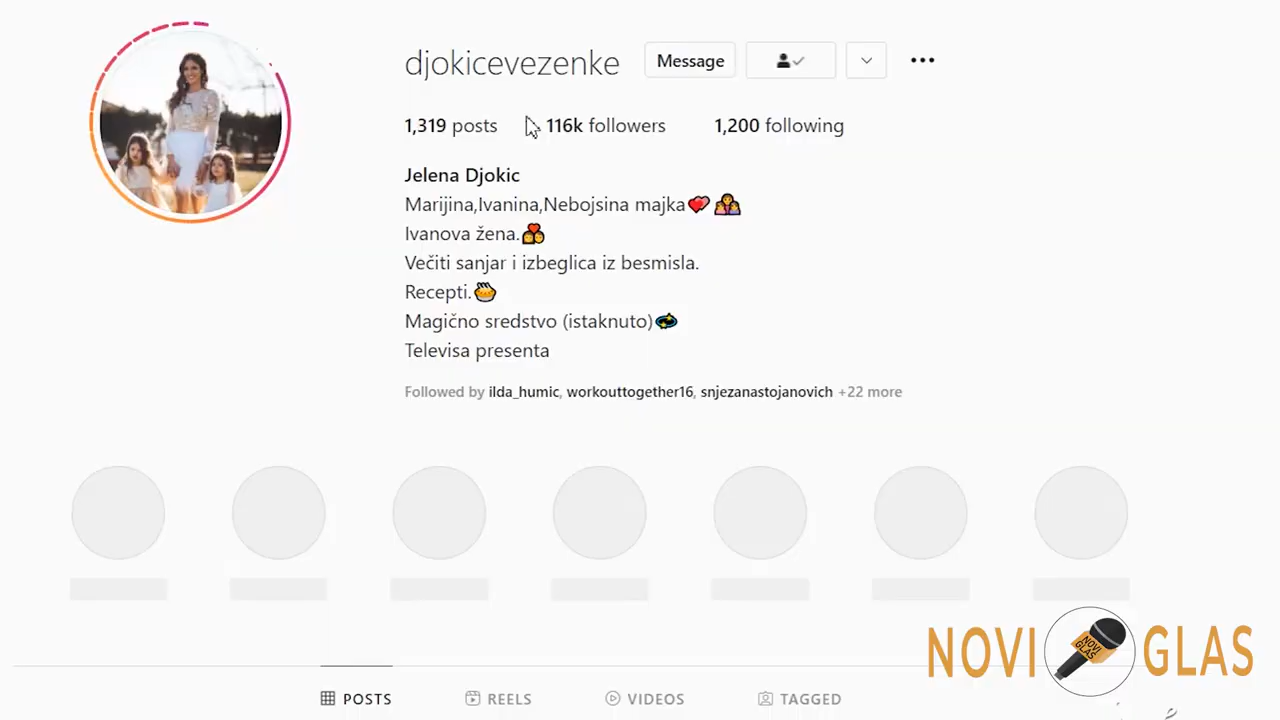 djokicevezenke Message
1,319 posts 116k followers 1,200 following
Jelena Djokic
Marijina,Ivanina,Nebojsina majka
Ivanova žena.
Večiti sanjar i izbeglica iz besmisla.
Recepti.
Magično sredstvo (istaknuto)
Televisa presenta
Followed by ilda_humic, workouttogether16, snjezanastojanovich +22 more
NOVI NOVI GLAS GLAS
POSTS REELS VIDEOS TAGGED